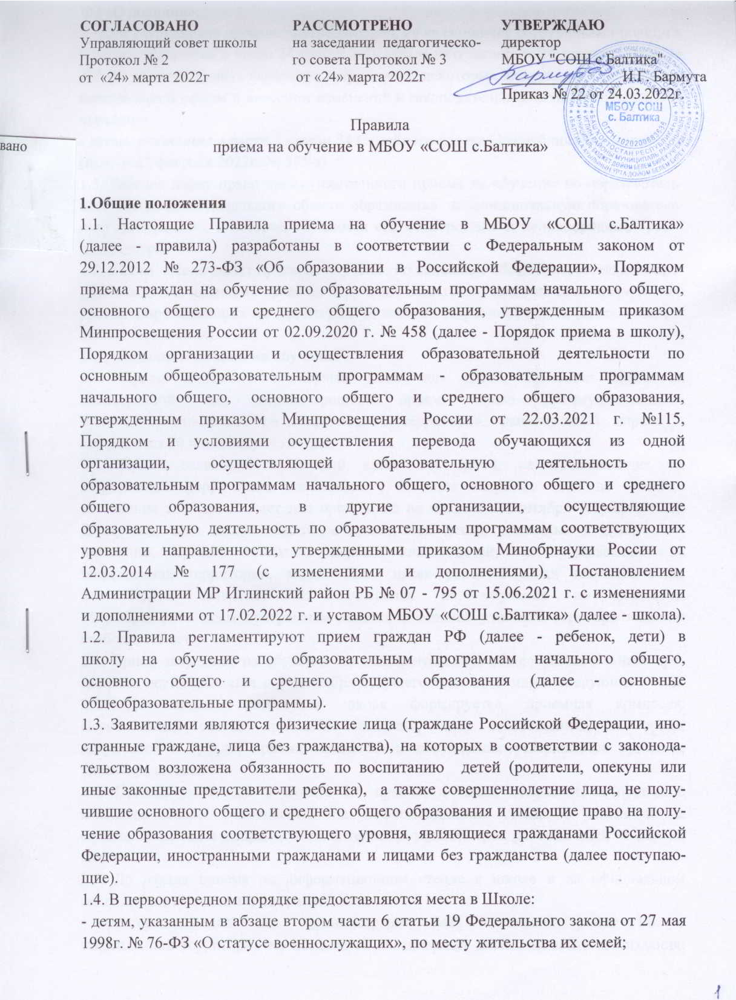 СОГЛАСОВАНО
Управляющий совет школы
Протокол № 2
от «24» марта 2022г
РАССМОТРЕНО
на заседании педагогическо-
го совета Протокол № 3
от «24» марта 2022г
УТВЕРЖДАЮ
директор
МБОУ "СОШ с.Балтика"
И.Г. Бармута
Приказ № 22 от 24.03.2022г.
МБОУ СОШ
с. Балтика
вано
Правила
приема на обучение в МБОУ «СОШ с.Балтика»
1.Общие положения
1.1. Настоящие Правила приема на обучение в МБОУ «СОШ с.Балтика»
(далее - правила) разработаны в соответствии с Федеральным законом от
29.12.2012 № 273-ФЗ «Об образовании в Российской Федерации», Порядком
приема граждан на обучение по образовательным программам начального общего,
основного общего и среднего общего образования, утвержденным приказом
Минпросвещения России от 02.09.2020 г. № 458 (далее - Порядок приема в школу),
Порядком организации и осуществления образовательной деятельности по
основным общеобразовательным программам - образовательным программам
начального общего, основного общего и среднего общего образования,
утвержденным приказом Минпросвещения России от 22.03.2021 г. №115,
Порядком и условиями осуществления перевода обучающихся из одной
организации, осуществляющей образовательную деятельность по
образовательным программам начального общего, основного общего и среднего
общего образования, в другие организации, осуществляющие
образовательную деятельность по образовательным программам соответствующих
уровня и направленности, утвержденными приказом Минобрнауки России от
12.03.2014 № 177 (с изменениями и дополнениями), Постановлением
Администрации МР Иглинский район РБ № 07 - 795 от 15.06.2021 г. с изменениями
и дополнениями от 17.02.2022 г. и уставом МБОУ «СОШ с.Балтика» (далее - школа).
1.2. Правила регламентируют прием граждан РФ (далее - ребенок, дети) в
школу на обучение по образовательным программам начального общего,
основного общего и среднего общего образования (далее - основные
общеобразовательные программы).
1.3. Заявителями являются физические лица (граждане Российской Федерации, ино-
странные граждане, лица без гражданства), на которых в соответствии с законода-
тельством возложена обязанность по воспитанию детей (родители, опекуны или
иные законные представители ребенка), а также совершеннолетние лица, не полу-
чившие основного общего и среднего общего образования и имеющие право на полу-
чение образования соответствующего уровня, являющиеся гражданами Российской
Федерации, иностранными гражданами и лицами без гражданства (далее поступаю-
щие).
1.4. В первоочередном порядке предоставляются места в Школе:
- детям, указанным в абзаце втором части 6 статьи 19 Федерального закона от 27 мая
1998г. № 76-ФЗ «О статусе военнослужащих», по месту жительства их семей;
1